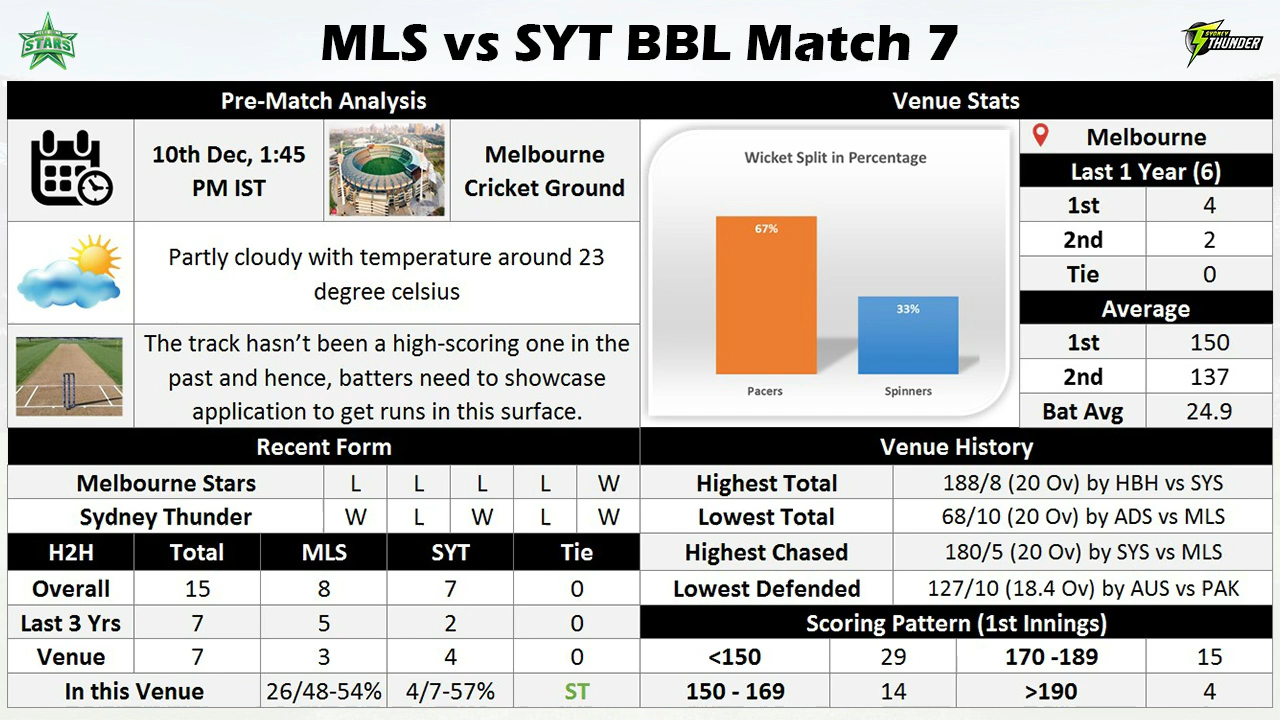 MELBOURNE
STARS
MLS vs SYT BBL Match 7
SYDNEY
THUNDER
Pre-Match Analysis
10th Dec, 1:45
PM IST
Melbourne
Cricket Ground
Partly cloudy with temperature around 23
degree celsius
The track hasn’t been a high-scoring one in the
past and hence, batters need to showcase
application to get runs in this surface.
Venue Stats
Wicket Split in Percentage
67%
33%
Pacers Spinners
Melbourne
Last 1 Year (6)
1st 4
2nd 2
Tie 0
Average
1st 150
2nd 137
Bat Avg 24.9
Recent Form
Melbourne Stars L L L L W
Sydney Thunder W L W L W
H2H Total MLS SYT Tie
Overall 15 8 7 0
Last 3 Yrs 7 5 2 0
Venue 7 3 4 0
In this Venue 26/48-54% 4/7-57% ST
Venue History
Highest Total 188/8 (20 Ov) by HBH vs SYS
Lowest Total 68/10 (20 Ov) by ADS vs MLS
Highest Chased 180/5 (20 Ov) by SYS vs MLS
Lowest Defended 127/10 (18.4 Ov) by AUS vs PAK
Scoring Pattern (1st Innings)
<150 29 170 -189 15
150 - 169 14 >190 4